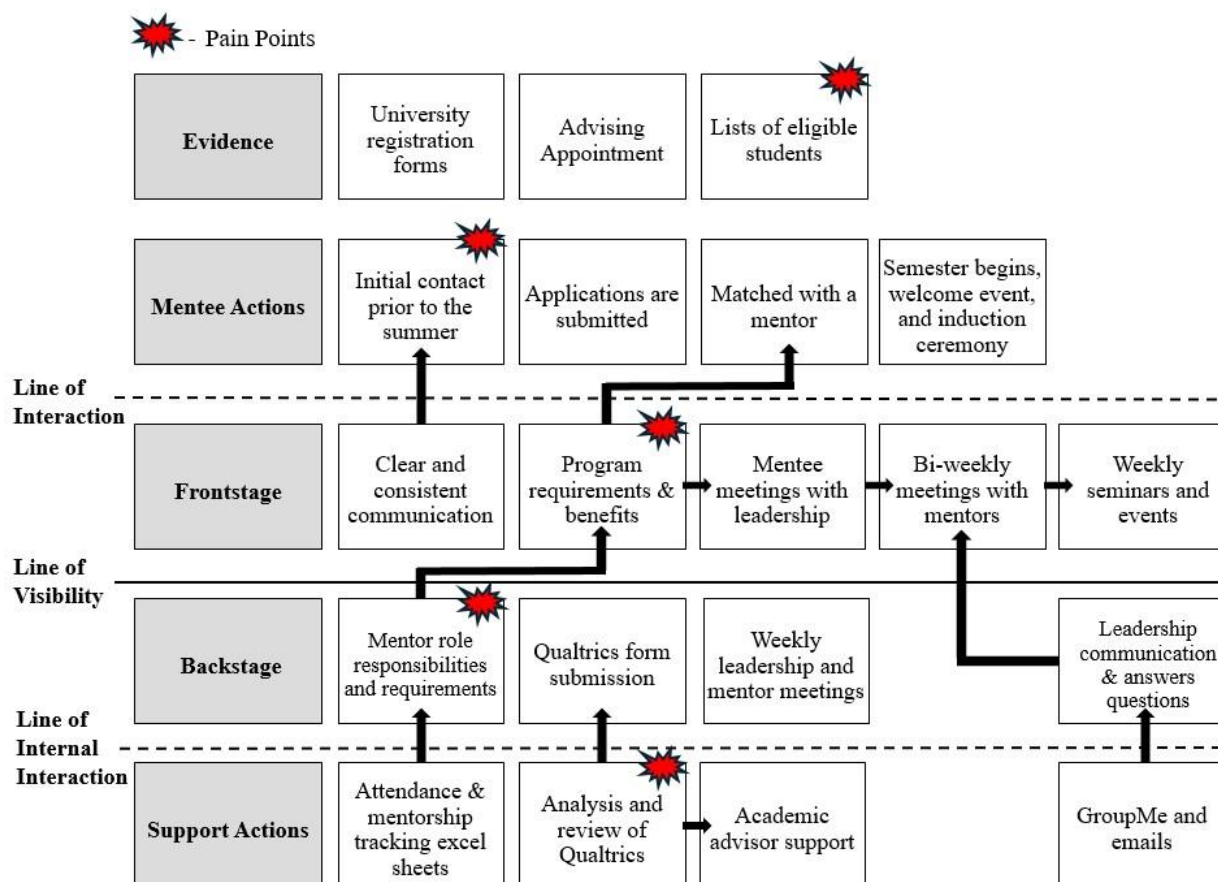 - Pain Points
Evidence
University
registration
forms
Advising
Appointment
Lists of eligible
students
Mentee Actions
Initial contact
prior to the
summer
Applications are
submitted
Matched with a
mentor
Semester begins,
welcome event,
and induction
ceremony
Line of
Interaction
Frontstage
Clear and
consistent
communication
Program
requirements &
benefits
Mentee
meetings with
leadership
Bi-weekly
meetings with
mentors
Weekly
seminars and
events
Line of
Visibility
Backstage
Mentor role
responsibilities
and requirements
Qualtrics form
submission
Weekly
leadership and
mentor meetings
Leadership
communication
& answers
questions
Line of
Internal
Interaction
Support Actions
Attendance &
mentorship
tracking excel
sheets
Analysis and
review of
Qualtrics
Academic
advisor support
GroupMe and
emails